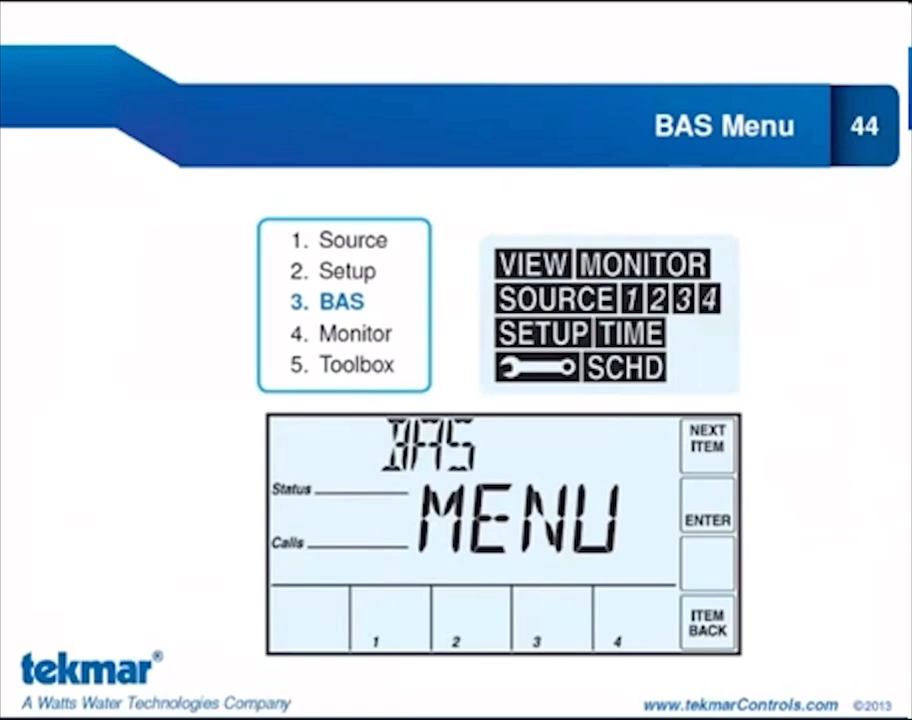 BAS Menu 44
1. Source
2. Setup
3. BAS
4. Monitor
5. Toolbox
VIEW MONITOR
SOURCE 1 2 3 4
SETUP TIME
SCHD
BAS
MENU
Status
Calls
1 2 3 4
NEXT
ITEM
ENTER
ITEM
BACK
tekmar®
A Watts Water Technologies Company
www.tekmarControls.com ©2013